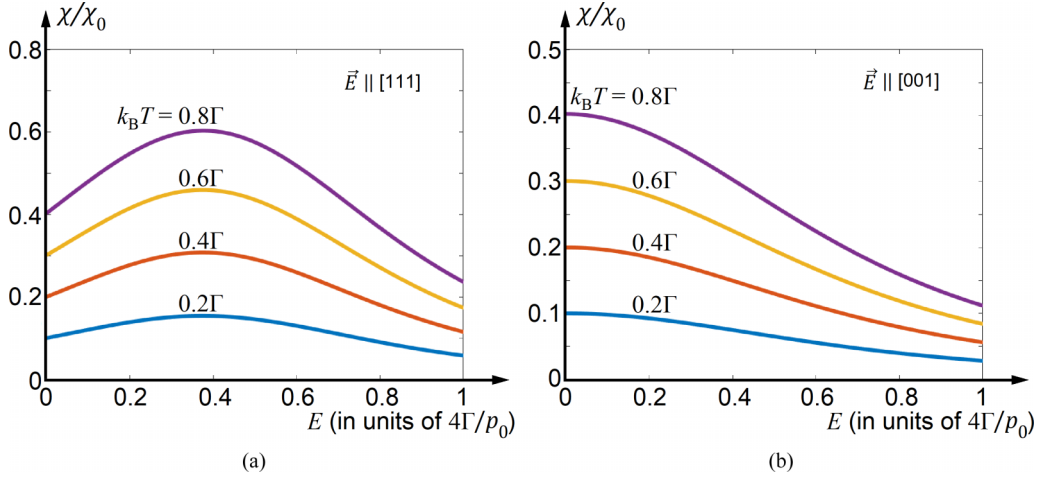 χ/χ₀
0.8
0.6
0.4
0.2
0
E⃗ || [111]
k_BT = 0.8Γ
0.6Γ
0.4Γ
0.2Γ
0 0.2 0.4 0.6 0.8 1
E (in units of 4Γ/p₀)
(a)
χ/χ₀
0.5
0.4
0.3
0.2
0.1
0
E⃗ || [001]
k_BT = 0.8Γ
0.6Γ
0.4Γ
0.2Γ
0 0.2 0.4 0.6 0.8 1
E (in units of 4Γ/p₀)
(b)